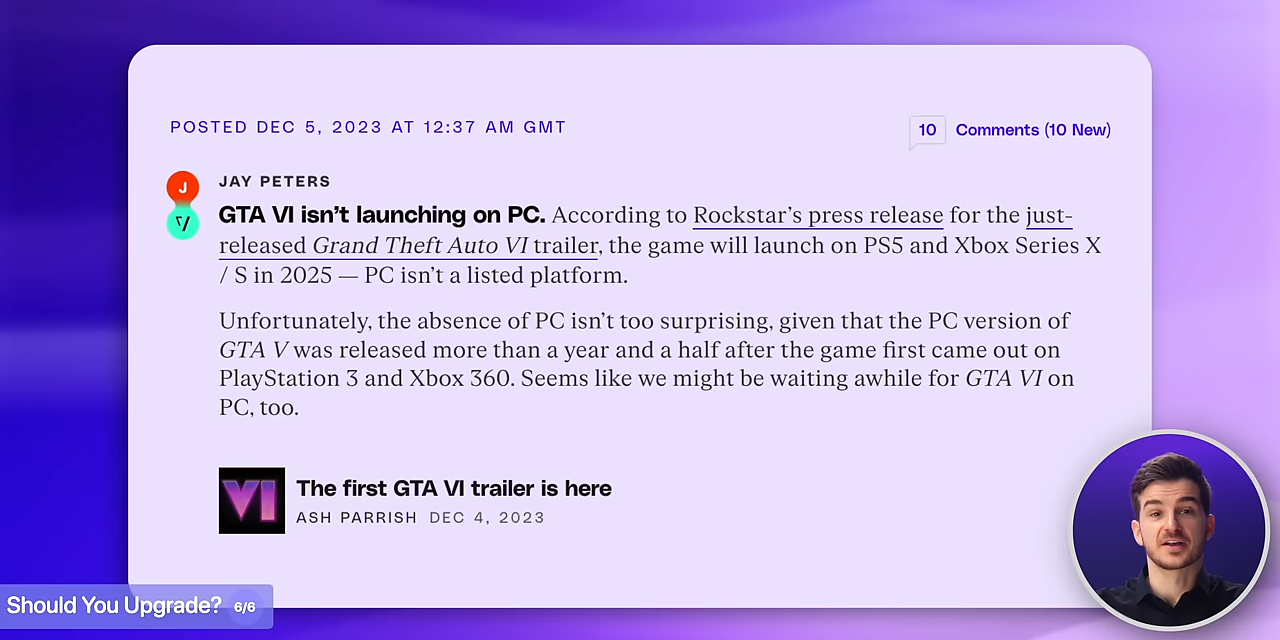 POSTED DEC 5, 2023 AT 12:37 AM GMT
10 Comments (10 New)
J
JAY PETERS
GTA VI isn’t launching on PC. According to Rockstar’s press release for the just-
released Grand Theft Auto VI trailer, the game will launch on PS5 and Xbox Series X
/ S in 2025 — PC isn’t a listed platform.
Unfortunately, the absence of PC isn’t too surprising, given that the PC version of
GTA V was released more than a year and a half after the game first came out on
PlayStation 3 and Xbox 360. Seems like we might be waiting awhile for GTA VI on
PC, too.
VI
The first GTA VI trailer is here
ASH PARRISH DEC 4, 2023
Should You Upgrade? 6/6